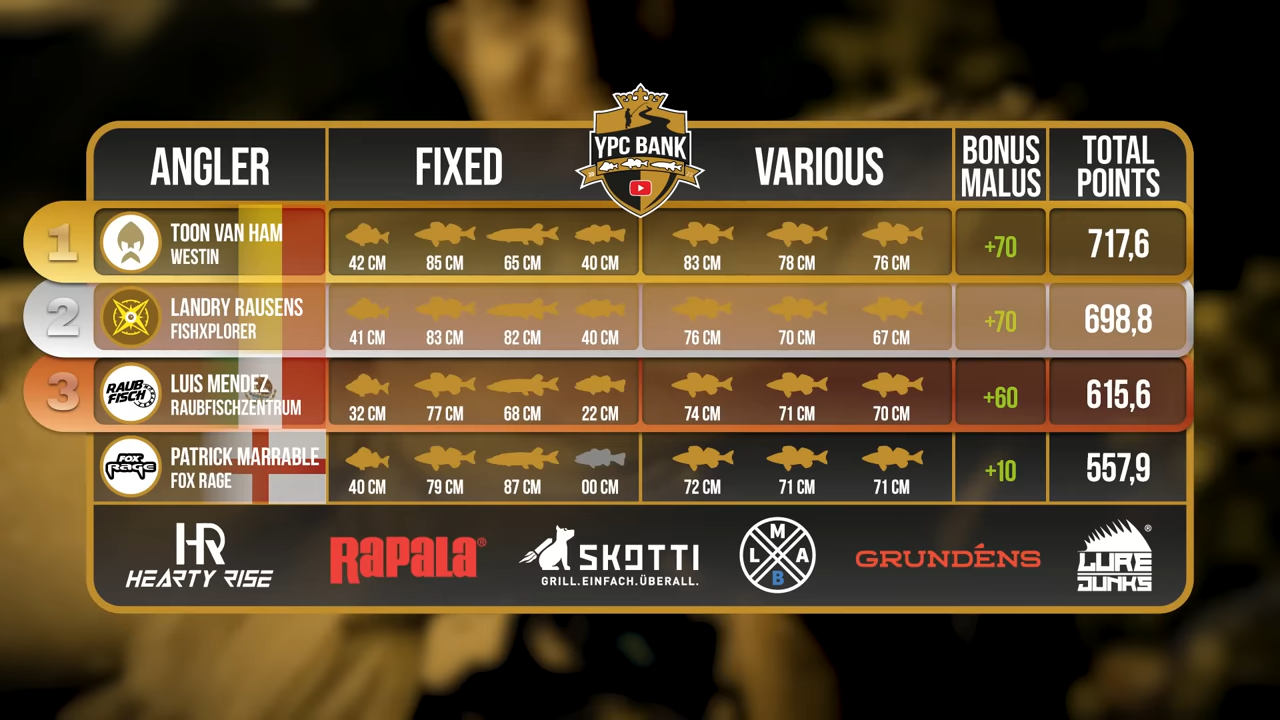 YPC BANK
ANGLER
FIXED
VARIOUS
BONUS
MALUS
TOTAL
POINTS
1
TOON VAN HAM
WESTIN
42 CM
85 CM
65 CM
40 CM
83 CM
78 CM
76 CM
+70
717,6
2
LANDRY RAUSENS
FISHXPLORER
41 CM
83 CM
82 CM
40 CM
76 CM
70 CM
67 CM
+70
698,8
3
RAUB
FISCH
LUIS MENDEZ
RAUBFISCHZENTRUM
32 CM
77 CM
68 CM
22 CM
74 CM
71 CM
70 CM
+60
615,6
FOX
RAGE
PATRICK MARRABLE
FOX RAGE
40 CM
79 CM
87 CM
00 CM
72 CM
71 CM
71 CM
+10
557,9
HR
HEARTY RISE
RAPALA®
SKOTTI
GRILL.EINFACH.ÜBERALL.
M
L A
B
GRUNDÉNS
LURE ®
JUNKS